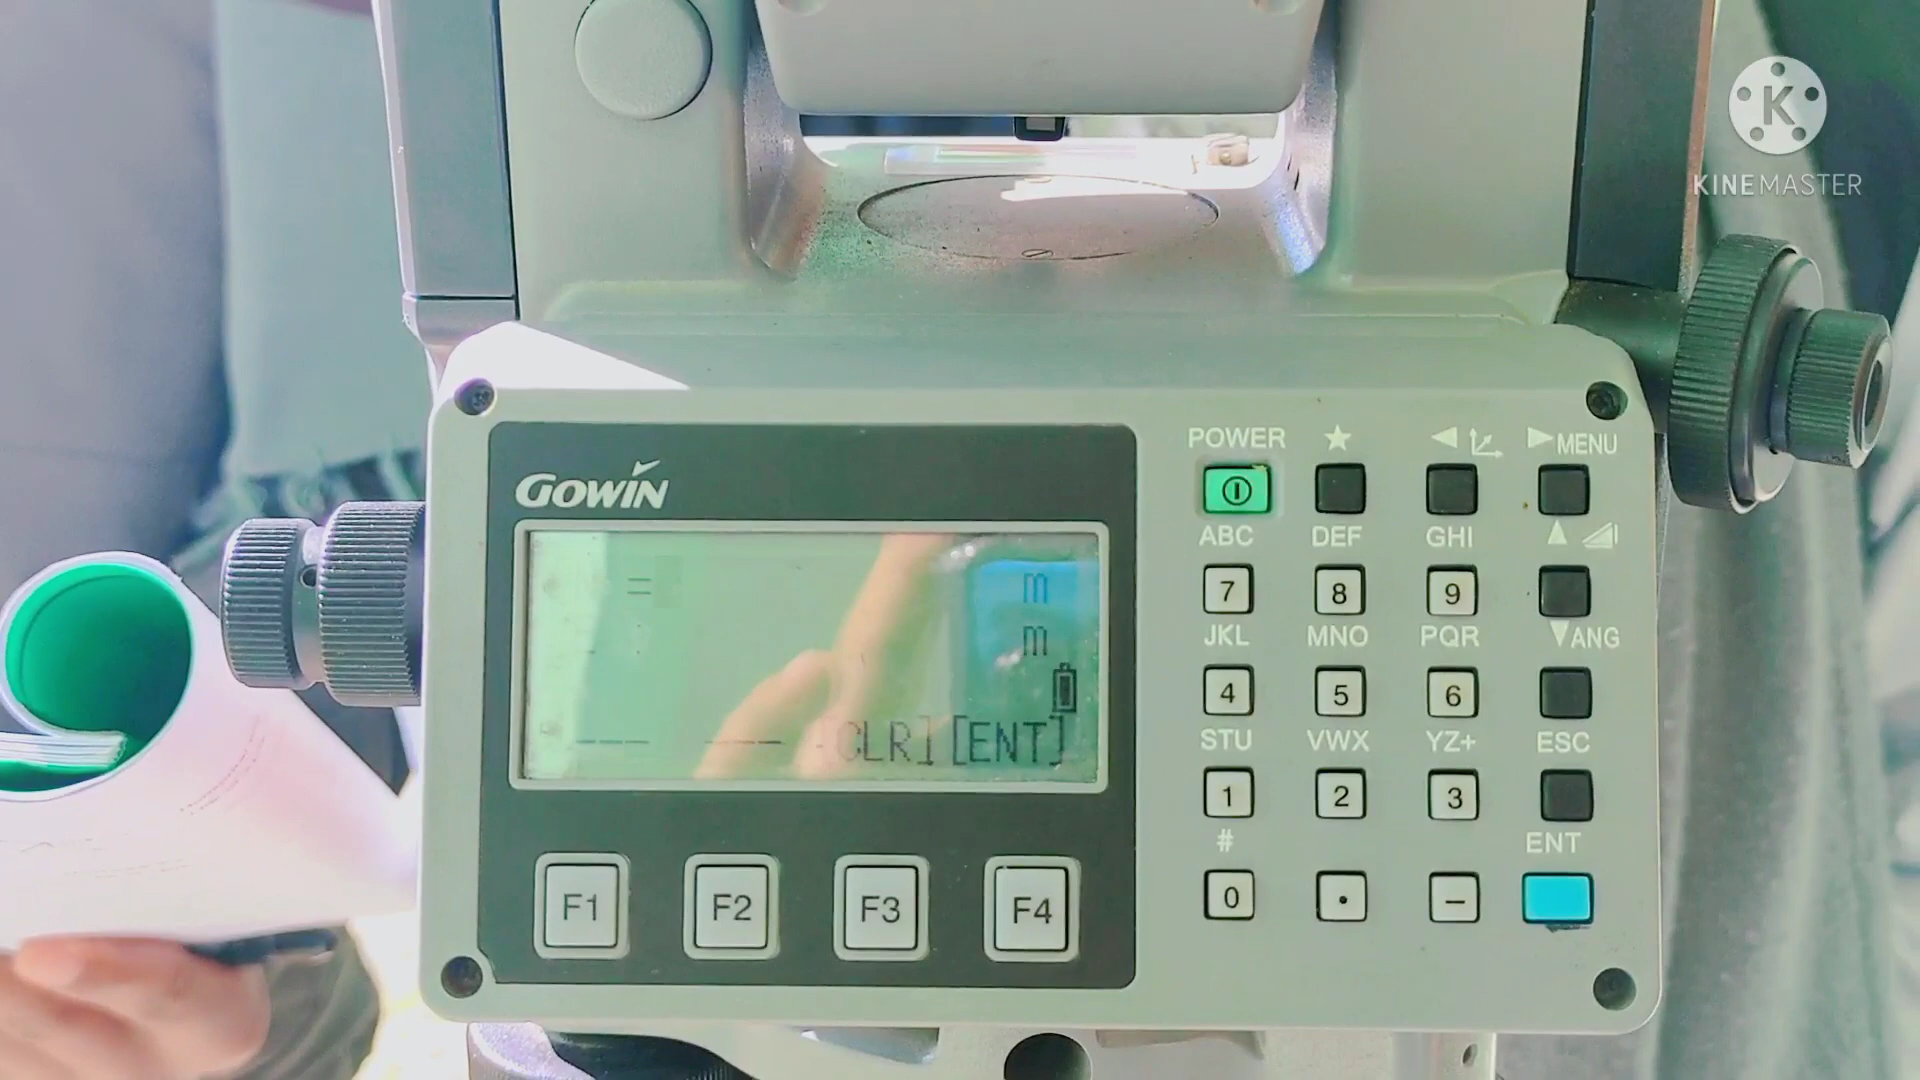 K
KINEMASTER
GOWIN
= m
m
--- --- [CLR] [ENT]
F1 F2 F3 F4
POWER ★ ◀ ▶MENU
ABC DEF GHI ▲
7 8 9
JKL MNO PQR ▼ANG
4 5 6
STU VWX YZ+ ESC
1 2 3
# ENT
0 . –